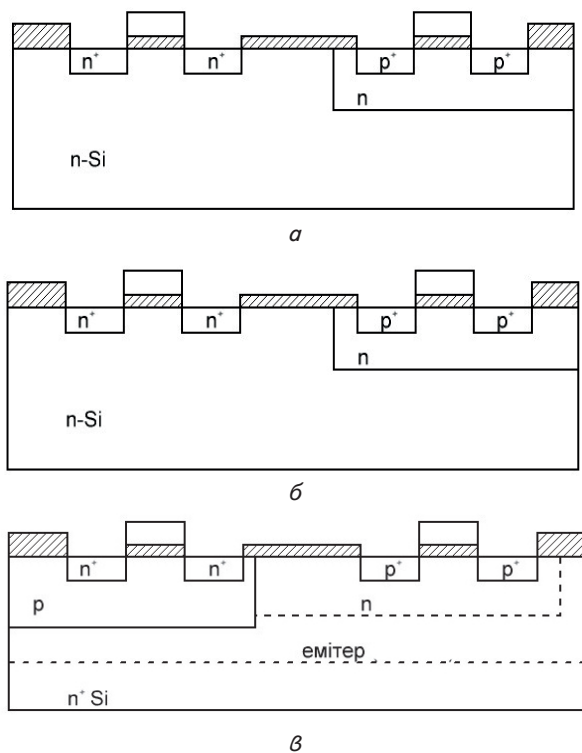 n⁺ n⁺ p⁺ p⁺
n
n-Si
а
n⁺ n⁺ p⁺ p⁺
n
n-Si
б
n⁺ n⁺ p⁺ p⁺
p n
емітер
n⁺ Si
в